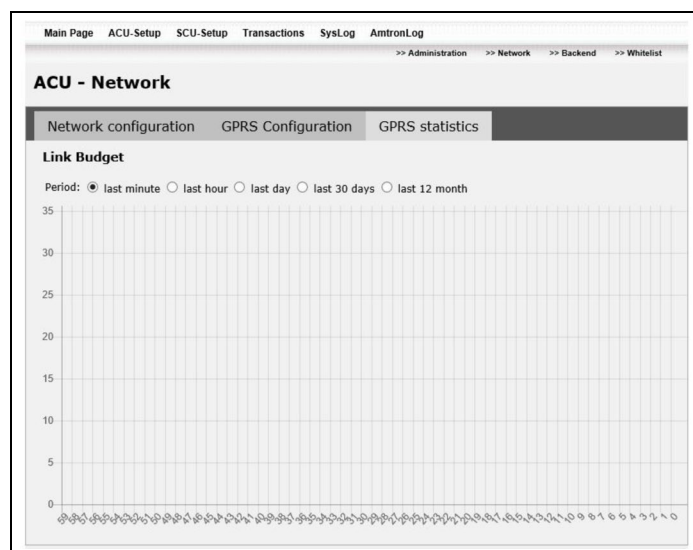 Main Page ACU-Setup SCU-Setup Transactions SysLog AmtronLog
>> Administration >> Network >> Backend >> Whitelist
ACU - Network
Network configuration GPRS Configuration GPRS statistics
Link Budget
Period: last minute last hour last day last 30 days last 12 month
35
30
25
20
15
10
5
0
59 58 57 56 55 54 53 52 51 50 49 48 47 46 45 44 43 42 41 40 39 38 37 36 35 34 33 32 31 30 29 28 27 26 25 24 23 22 21 20 19 18 17 16 15 14 13 12 11 10 9 8 7 6 5 4 3 2 1 0